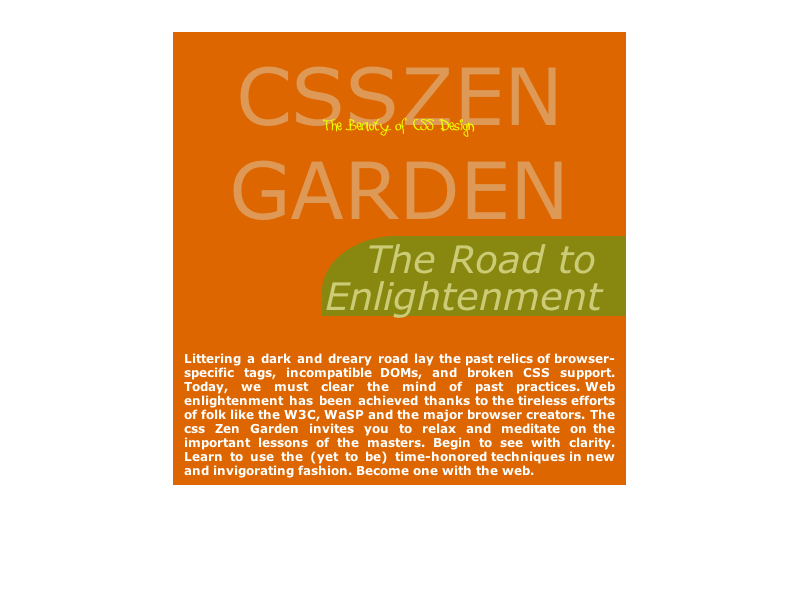 CSSZEN
The Beauty of CSS Design
GARDEN
The Road to
Enlightenment
Littering a dark and dreary road lay the past relics of browser-
specific tags, incompatible DOMs, and broken CSS support.
Today, we must clear the mind of past practices. Web
enlightenment has been achieved thanks to the tireless efforts
of folk like the W3C, WaSP and the major browser creators. The
css Zen Garden invites you to relax and meditate on the
important lessons of the masters. Begin to see with clarity.
Learn to use the (yet to be) time-honored techniques in new
and invigorating fashion. Become one with the web.